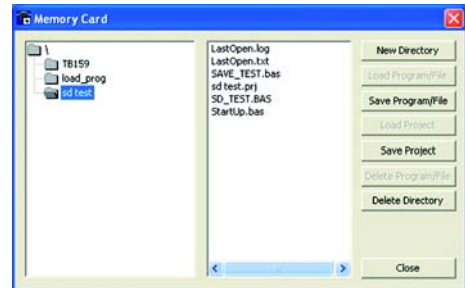 Memory Card
\
TB159
load_prog
sd test
LastOpen.log
LastOpen.txt
SAVE_TEST.bas
sd test.prj
SD_TEST.BAS
StartUp.bas
New Directory
Load Program/File
Save Program/File
Load Project
Save Project
Delete Program/File
Delete Directory
Close